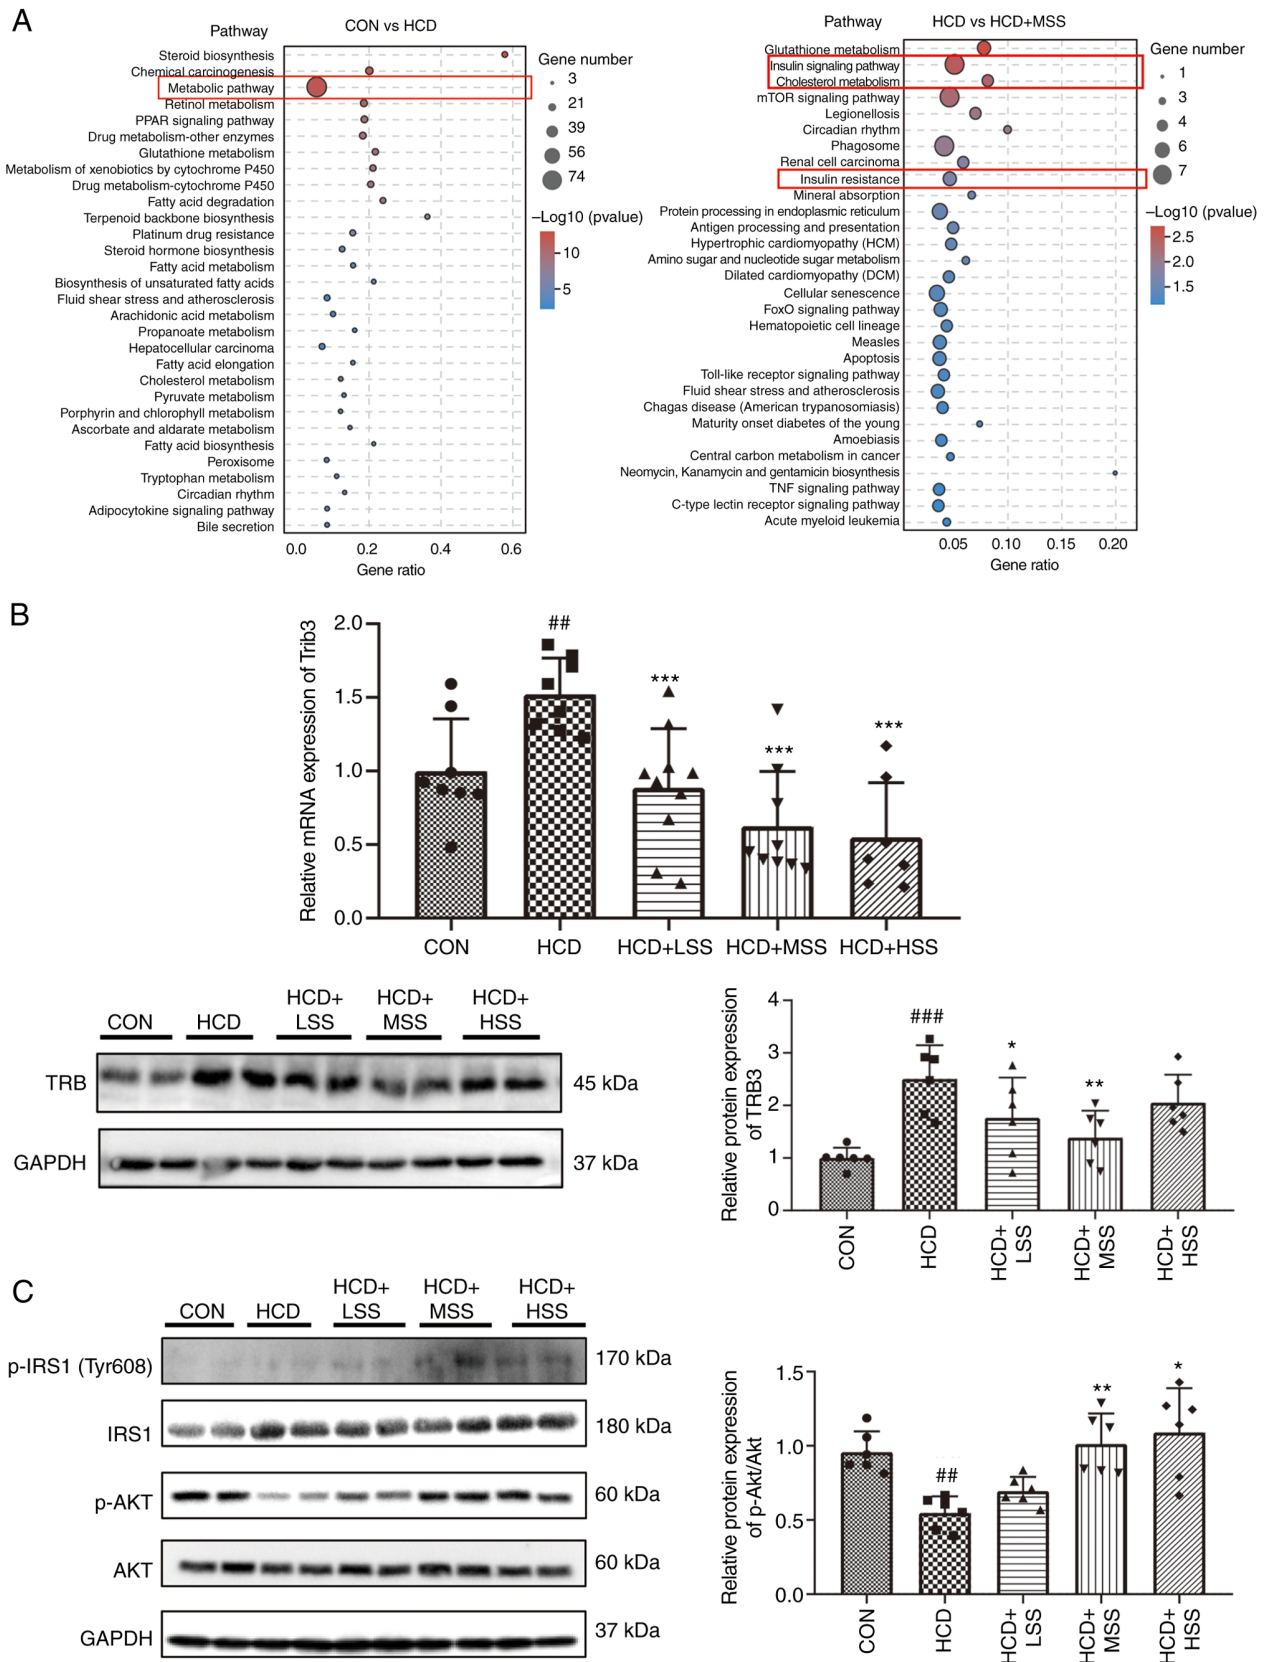 A
Pathway
CON vs HCD
Steroid biosynthesis
Chemical carcinogenesis
Metabolic pathway
Retinol metabolism
PPAR signaling pathway
Drug metabolism-other enzymes
Glutathione metabolism
Metabolism of xenobiotics by cytochrome P450
Drug metabolism-cytochrome P450
Fatty acid degradation
Terpenoid backbone biosynthesis
Platinum drug resistance
Steroid hormone biosynthesis
Fatty acid metabolism
Biosynthesis of unsaturated fatty acids
Fluid shear stress and atherosclerosis
Arachidonic acid metabolism
Propanoate metabolism
Hepatocellular carcinoma
Fatty acid elongation
Cholesterol metabolism
Pyruvate metabolism
Porphyrin and chlorophyll metabolism
Ascorbate and aldarate metabolism
Fatty acid biosynthesis
Peroxisome
Tryptophan metabolism
Circadian rhythm
Adipocytokine signaling pathway
Bile secretion
0.0 0.2 0.4 0.6
Gene ratio
Gene number
3
21
39
56
74
−Log10 (pvalue)
10
5
Pathway
HCD vs HCD+MSS
Glutathione metabolism
Insulin signaling pathway
Cholesterol metabolism
mTOR signaling pathway
Legionellosis
Circadian rhythm
Phagosome
Renal cell carcinoma
Insulin resistance
Mineral absorption
Protein processing in endoplasmic reticulum
Antigen processing and presentation
Hypertrophic cardiomyopathy (HCM)
Amino sugar and nucleotide sugar metabolism
Dilated cardiomyopathy (DCM)
Cellular senescence
FoxO signaling pathway
Hematopoietic cell lineage
Measles
Apoptosis
Toll-like receptor signaling pathway
Fluid shear stress and atherosclerosis
Chagas disease (American trypanosomiasis)
Maturity onset diabetes of the young
Amoebiasis
Central carbon metabolism in cancer
Neomycin, Kanamycin and gentamicin biosynthesis
TNF signaling pathway
C-type lectin receptor signaling pathway
Acute myeloid leukemia
0.05 0.10 0.15 0.20
Gene ratio
Gene number
1
3
4
6
7
−Log10 (pvalue)
2.5
2.0
1.5
B
Relative mRNA expression of Trib3
2.0
1.5
1.0
0.5
0.0
##
***
***
***
CON HCD HCD+LSS HCD+MSS HCD+HSS
CON
HCD
HCD+
LSS
HCD+
MSS
HCD+
HSS
TRB
45 kDa
GAPDH
37 kDa
Relative protein expression
of TRB3
4
3
2
1
0
###
*
**
CON
HCD
HCD+
LSS
HCD+
MSS
HCD+
HSS
C
CON
HCD
HCD+
LSS
HCD+
MSS
HCD+
HSS
p-IRS1 (Tyr608)
170 kDa
IRS1
180 kDa
p-AKT
60 kDa
AKT
60 kDa
GAPDH
37 kDa
Relative protein expression
of p-Akt/Akt
1.5
1.0
0.5
0.0
##
**
*
CON
HCD
HCD+
LSS
HCD+
MSS
HCD+
HSS